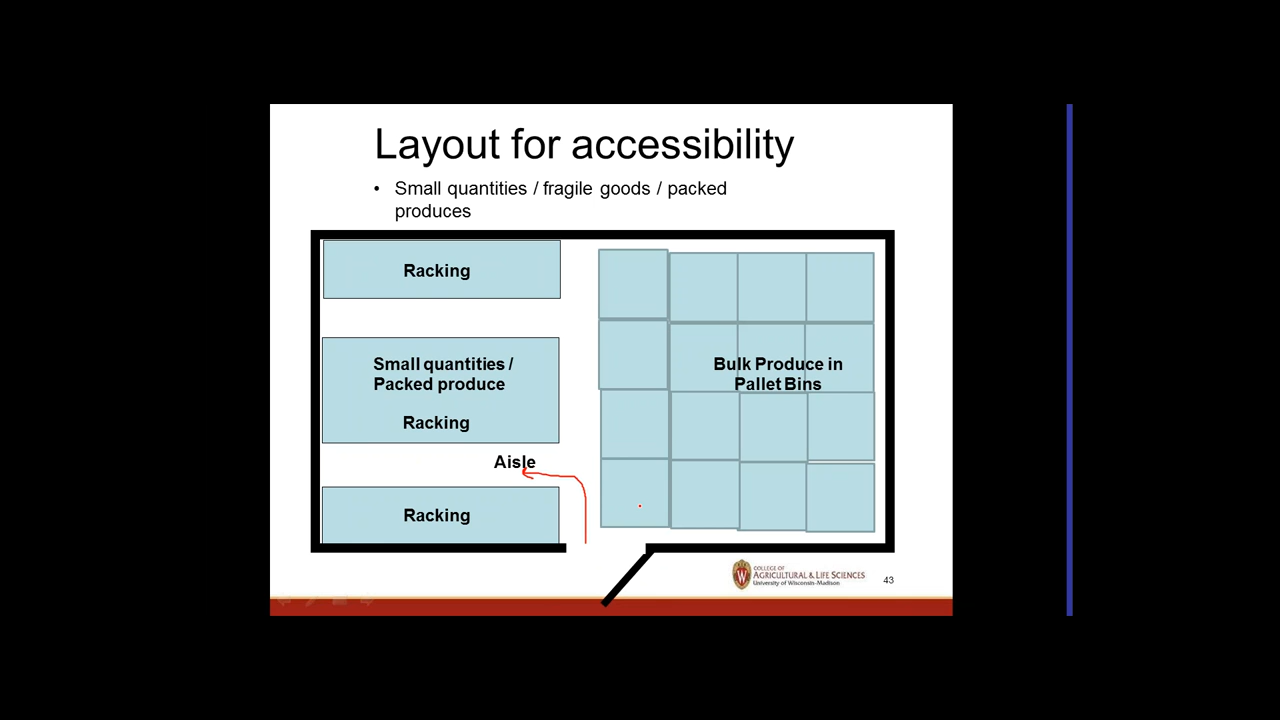 Layout for accessibility
• Small quantities / fragile goods / packed
produces
Racking
Small quantities /
Packed produce
Racking
Aisle
Racking
Bulk Produce in
Pallet Bins
COLLEGE OF
AGRICULTURAL & LIFE SCIENCES
University of Wisconsin-Madison
43